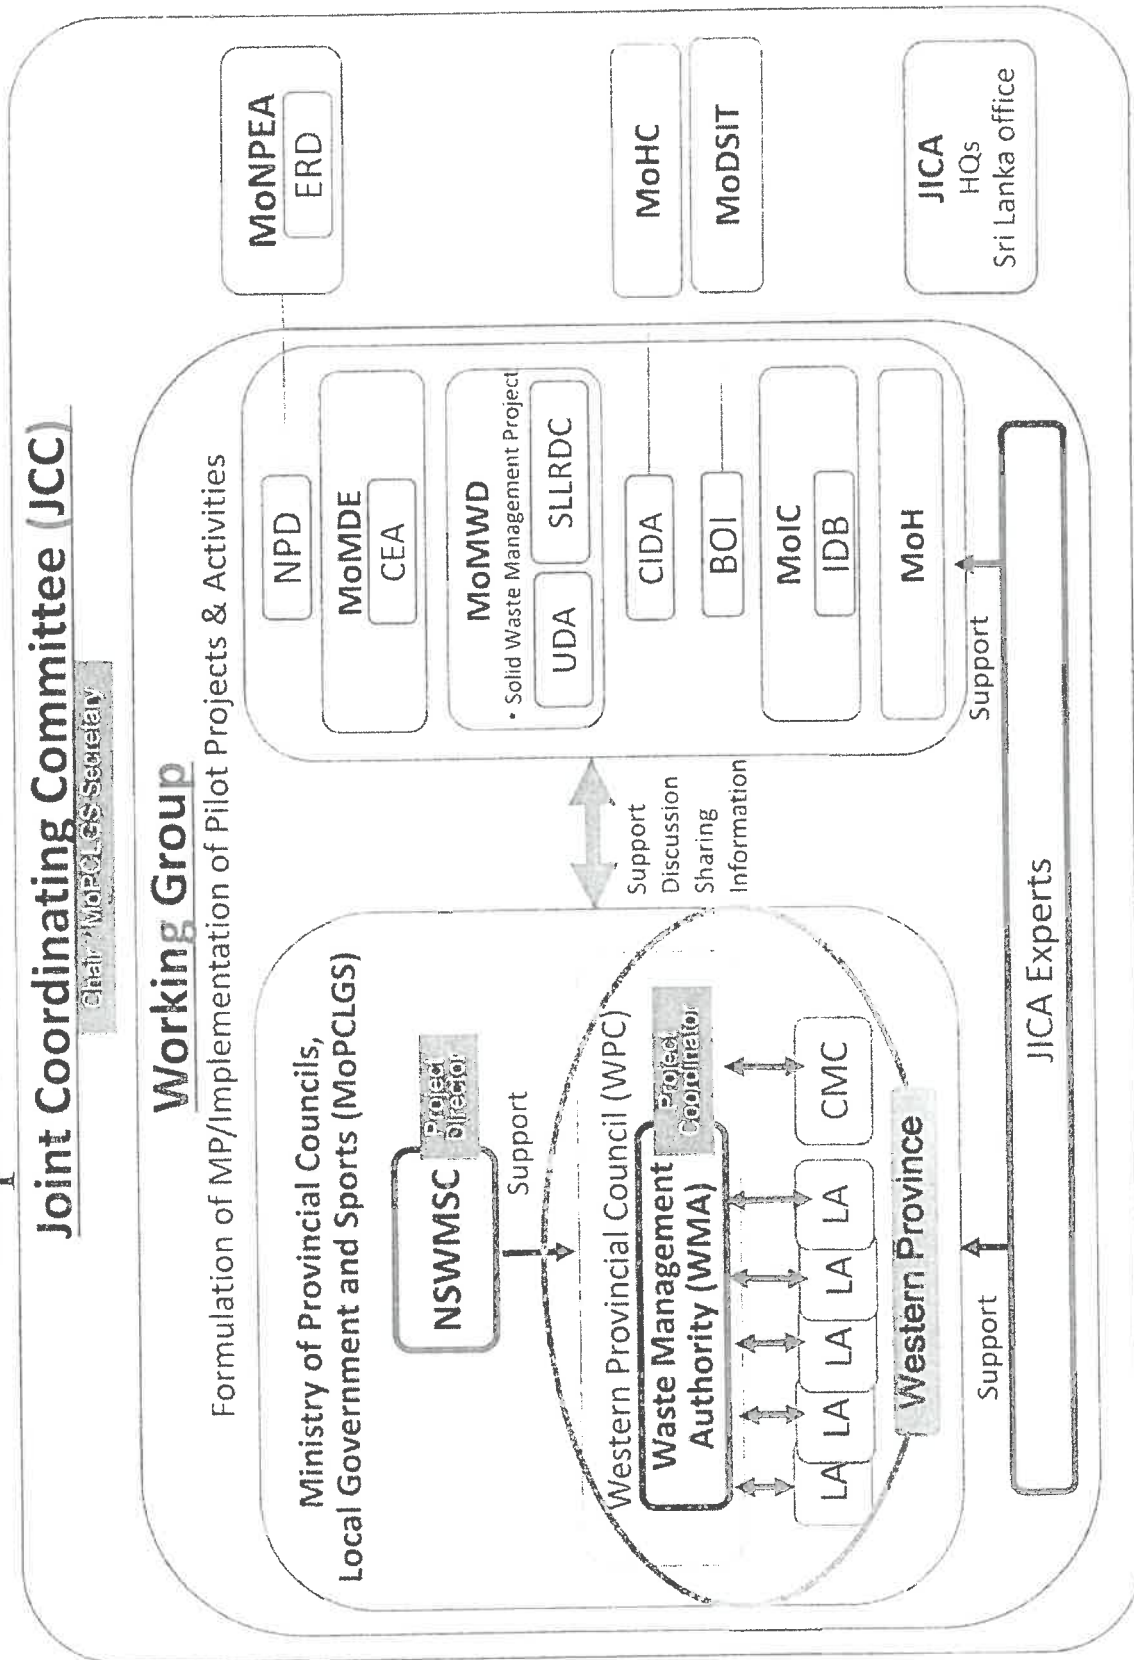 Joint Coordinating Committee (JCC)
Chair : MoPCLGS Secretary
Working Group
Formulation of MP/Implementation of Pilot Projects & Activities
Ministry of Provincial Councils,
Local Government and Sports (MoPCLGS)
NSWMSC
Project
Director
Support
Western Provincial Council (WPC)
Waste Management
Authority (WMA)
Project
Coordinator
LA
LA
LA
LA
LA
CMC
Western Province
Support
Discussion
Sharing
Information
NPD
MoMDE
CEA
MoMWD
• Solid Waste Management Project
UDA
SLLRDC
CIDA
BOI
MoIC
IDB
MoH
Support
Support
JICA Experts
MoNPEA
ERD
MoHC
MoDSIT
JICA
HQs
Sri Lanka office